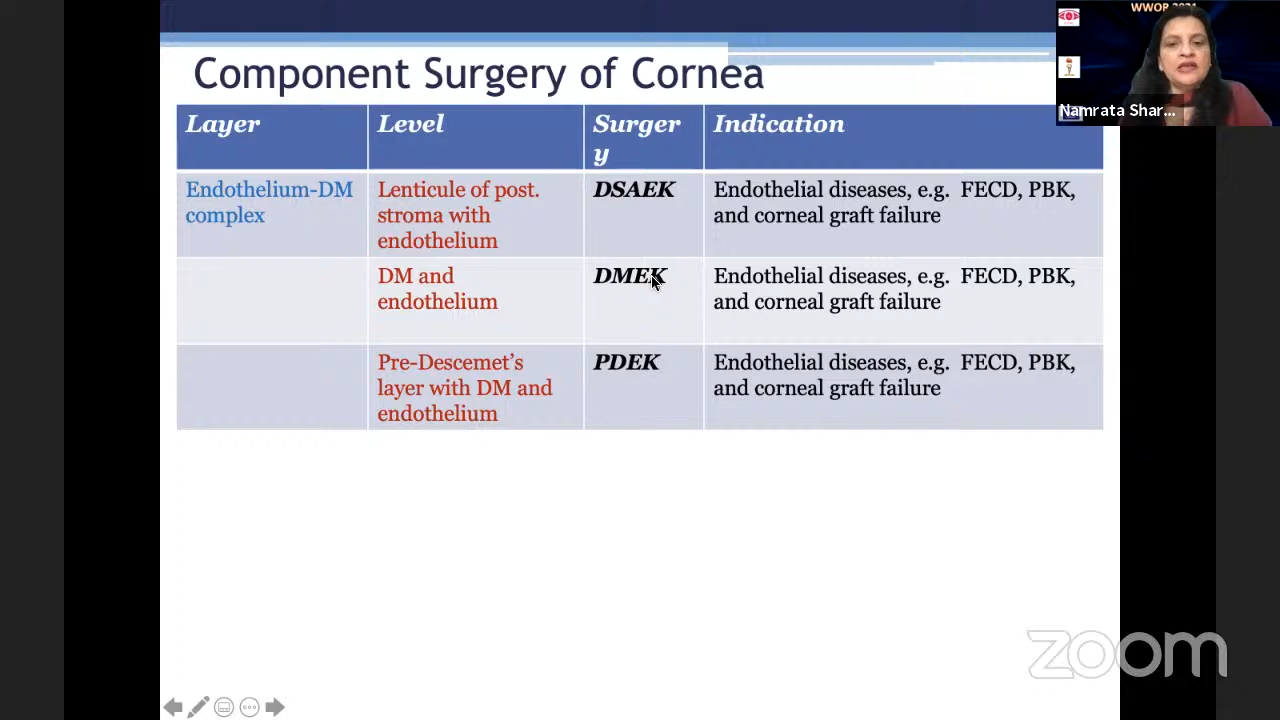 WWOP 2021
Component Surgery of Cornea
Namrata Shar...
Layer
Level
Surger
y
Indication
Endothelium-DM
complex
Lenticule of post.
stroma with
endothelium
DSAEK
Endothelial diseases, e.g. FECD, PBK,
and corneal graft failure
DM and
endothelium
DMEK
Endothelial diseases, e.g. FECD, PBK,
and corneal graft failure
Pre-Descemet's
layer with DM and
endothelium
PDEK
Endothelial diseases, e.g. FECD, PBK,
and corneal graft failure
zoom